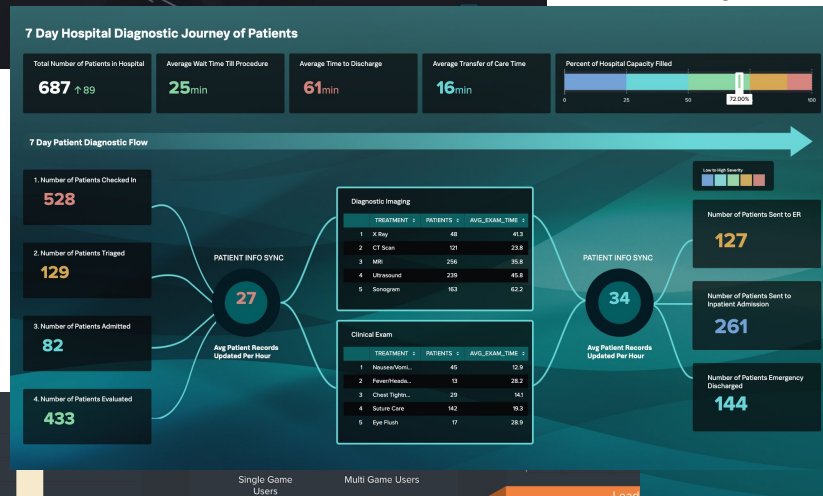 7 Day Hospital Diagnostic Journey of Patients
Total Number of Patients in Hospital
687 ↑ 89
Average Wait Time Till Procedure
25min
Average Time to Discharge
61min
Average Transfer of Care Time
16min
Percent of Hospital Capacity Filled
0 25 50 100
72.00%
7 Day Patient Diagnostic Flow
1. Number of Patients Checked In
528
2. Number of Patients Triaged
129
3. Number of Patients Admitted
82
4. Number of Patients Evaluated
433
PATIENT INFO SYNC
27
Avg Patient Records
Updated Per Hour
Diagnostic Imaging
TREATMENT PATIENTS AVG_EXAM_TIME
1 X Ray 48 41.3
2 CT Scan 121 23.8
3 MRI 256 35.8
4 Ultrasound 239 45.8
5 Sonogram 163 62.2
Clinical Exam
TREATMENT PATIENTS AVG_EXAM_TIME
1 Nausea/Vomi... 45 12.9
2 Fever/Heada... 13 28.2
3 Chest Tightn... 29 14.1
4 Suture Care 142 19.3
5 Eye Flush 17 28.9
PATIENT INFO SYNC
34
Avg Patient Records
Updated Per Hour
Low to High Severity
Number of Patients Sent to ER
127
Number of Patients Sent to
Inpatient Admission
261
Number of Patients Emergency
Discharged
144
Single Game
Users
Multi Game Users
Load